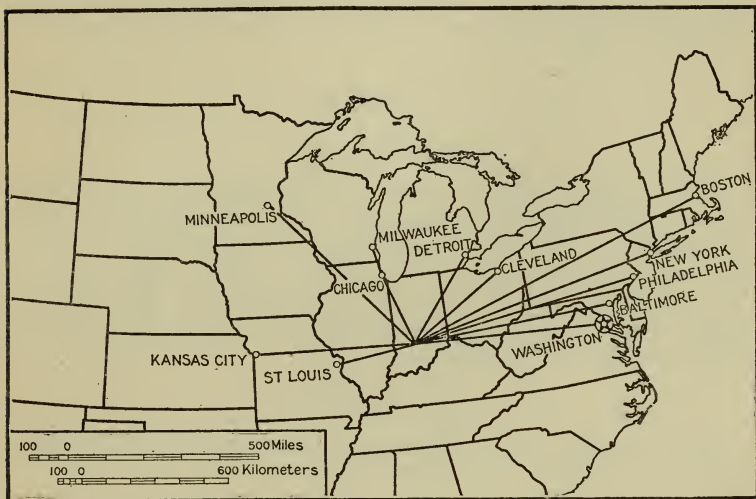 BOSTON
MINNEAPOLIS
MILWAUKEE
DETROIT
CLEVELAND
NEW YORK
CHICAGO
PHILADELPHIA
BALTIMORE
WASHINGTON
KANSAS CITY
ST LOUIS
100 0 500 Miles
100 0 600 Kilometers